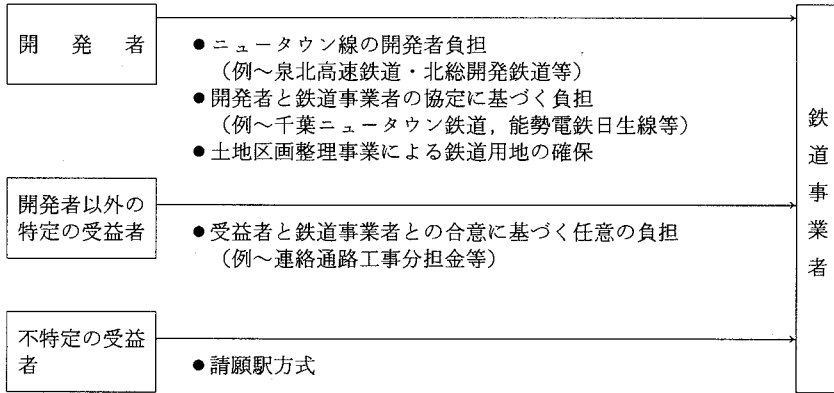 開発者
●ニュータウン線の開発者負担
(例〜泉北高速鉄道・北総開発鉄道等)
●開発者と鉄道事業者の協定に基づく負担
(例〜千葉ニュータウン鉄道,能勢電鉄日生線等)
●土地区画整理事業による鉄道用地の確保
開発者以外の
特定の受益者
●受益者と鉄道事業者との合意に基づく任意の負担
(例〜連絡通路工事分担金等)
不特定の受益
者
●請願駅方式
鉄道事業者